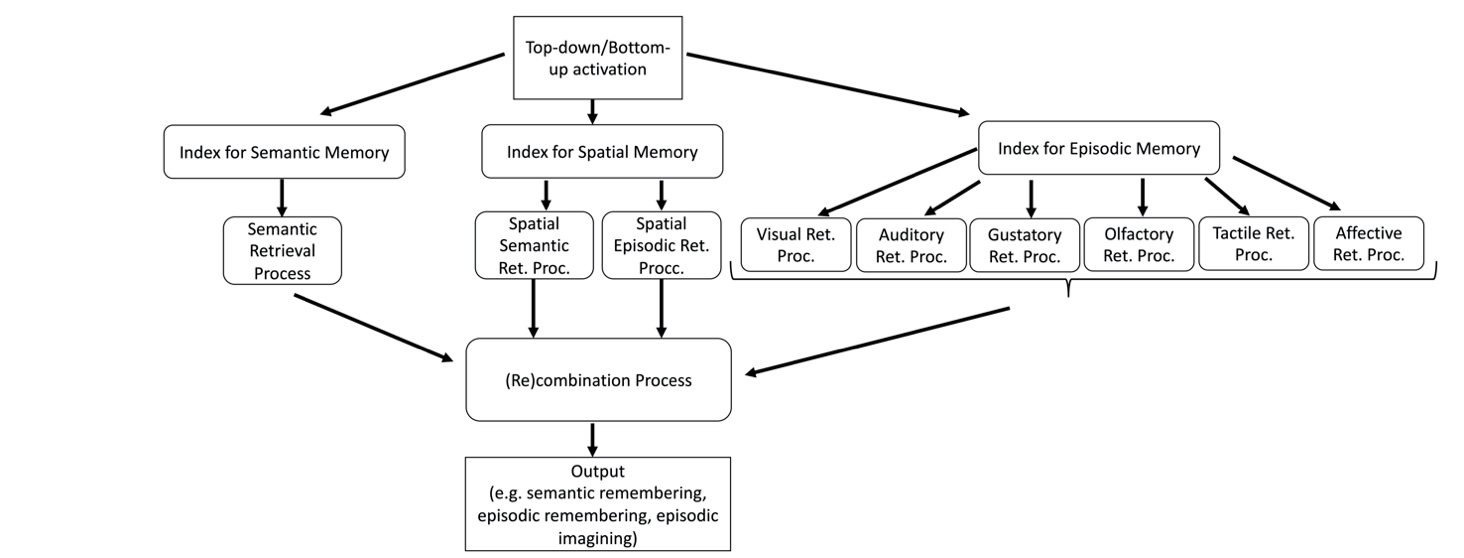 Top-down/Bottom-
up activation
Index for Semantic Memory
Index for Spatial Memory
Index for Episodic Memory
Semantic
Retrieval
Process
Spatial
Semantic
Ret. Proc.
Spatial
Episodic Ret.
Procc.
Visual Ret.
Proc.
Auditory
Ret. Proc.
Gustatory
Ret. Proc.
Olfactory
Ret. Proc.
Tactile Ret.
Proc.
Affective
Ret. Proc.
(Re)combination Process
Output
(e.g. semantic remembering,
episodic remembering, episodic
imagining)